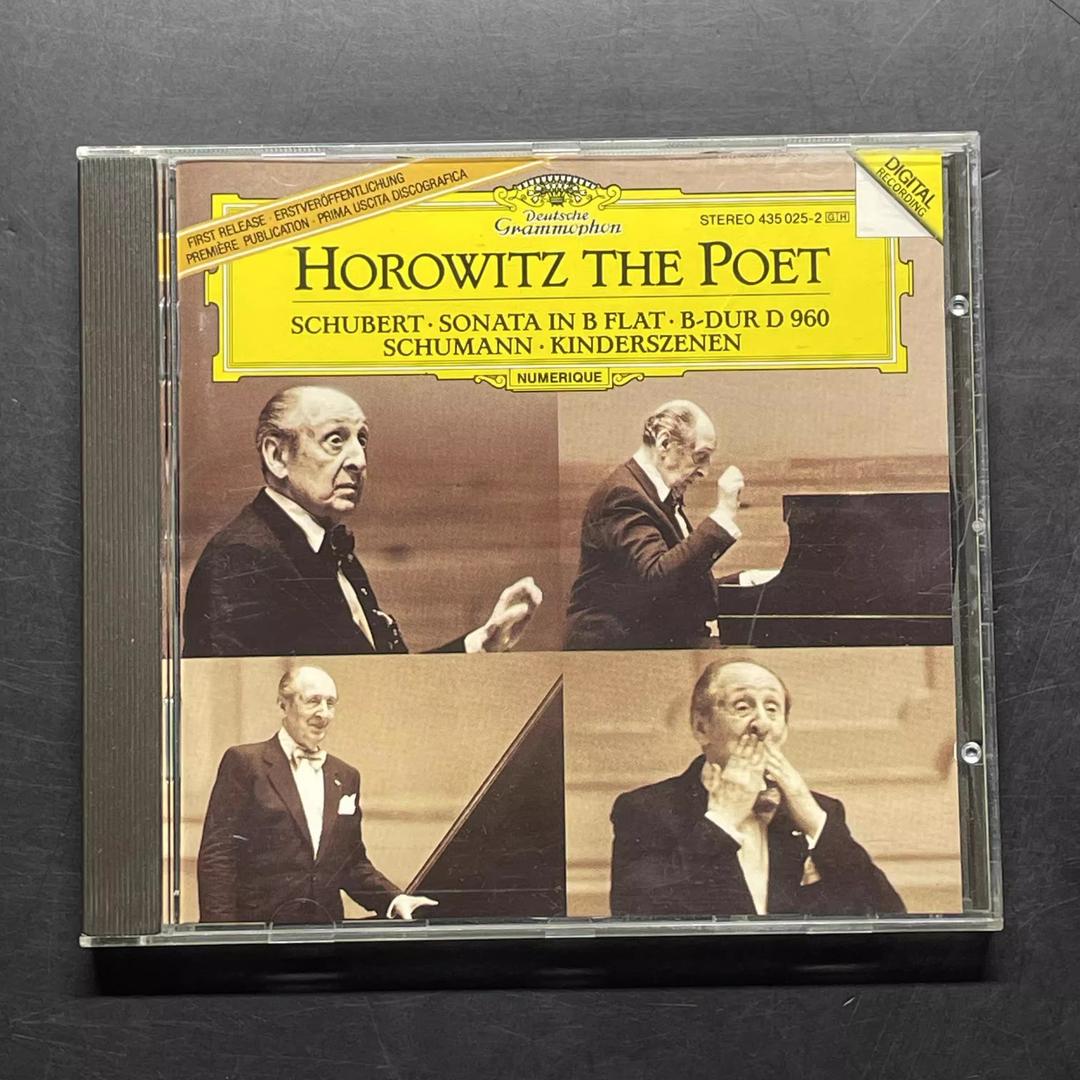 FIRST RELEASE · ERSTVERÖFFENTLICHUNG
PREMIÈRE PUBLICATION · PRIMA USCITA DISCOGRAFICA
Deutsche
Grammophon
STEREO 435 025-2 GH
DIGITAL
RECORDING
HOROWITZ THE POET
SCHUBERT · SONATA IN B FLAT · B-DUR D 960
SCHUMANN · KINDERSZENEN
NUMERIQUE